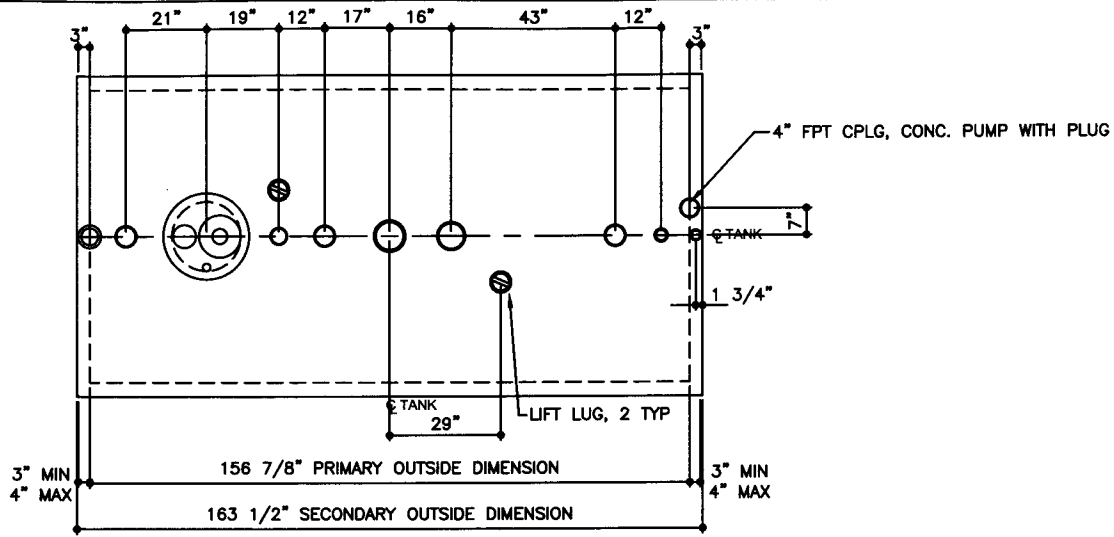 21" 19" 12" 17" 16" 43" 12"
3" 3"
4" FPT CPLG, CONC. PUMP WITH PLUG
7"
℄ TANK
1 3/4"
℄ TANK
LIFT LUG, 2 TYP
29"
3" MIN
4" MAX
156 7/8" PRIMARY OUTSIDE DIMENSION
3" MIN
4" MAX
163 1/2" SECONDARY OUTSIDE DIMENSION